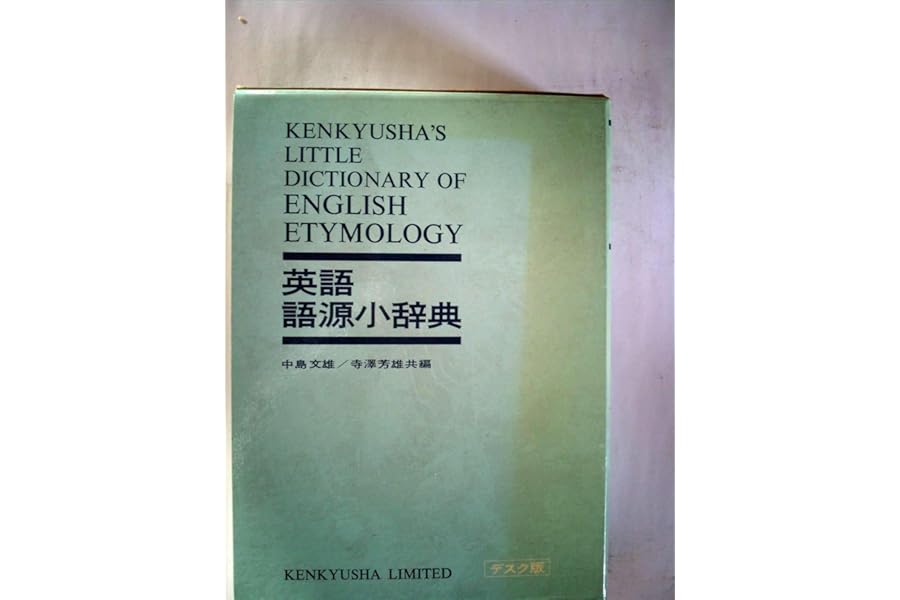 KENKYUSHA'S
LITTLE
DICTIONARY OF
ENGLISH
ETYMOLOGY
英語
語源小辞典
中島文雄／寺澤芳雄共編
KENKYUSHA LIMITED
デスク版